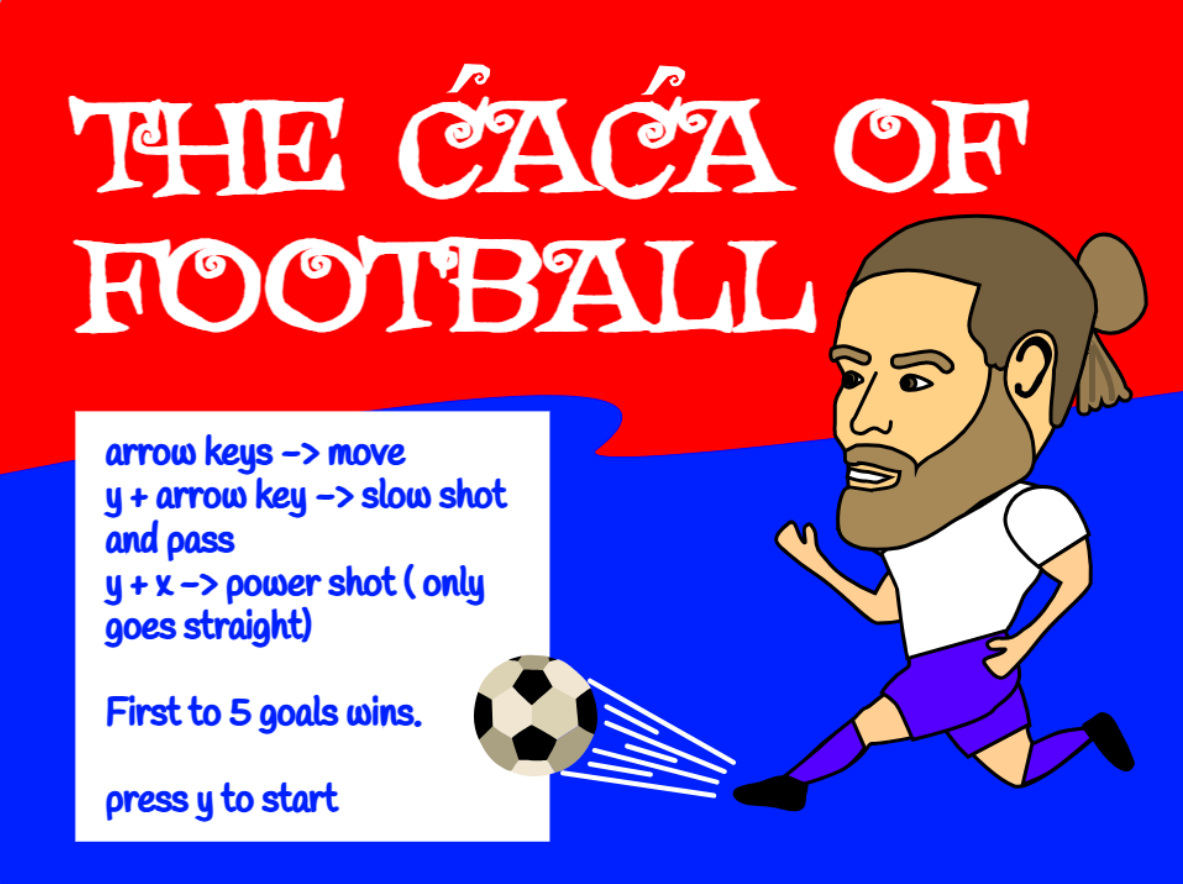 THE ĆAĆA OF
FOOTBALL
arrow keys -> move
y + arrow key -> slow shot
and pass
y + x -> power shot ( only
goes straight)
First to 5 goals wins.
press y to start